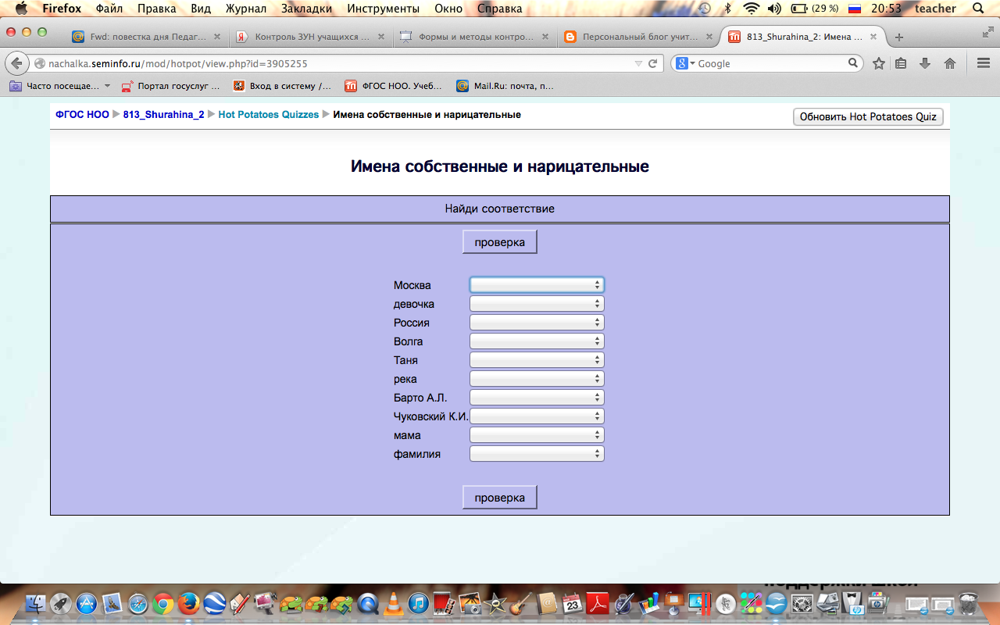 Firefox Файл Правка Вид Журнал Закладки Инструменты Окно Справка (29 %) 20:53 teacher
Fwd: повестка дня Педаг... Контроль ЗУН учащихся ... Формы и методы контро... Персональный блог учит... 813_Shurahina_2: Имена ...
nachalka.seminfo.ru/mod/hotpot/view.php?id=3905255 Google
Часто посещае... Портал госуслуг ... Вход в систему /... ФГОС НОО. Учеб... Mail.Ru: почта, п...
ФГОС НОО 813_Shurahina_2 Hot Potatoes Quizzes Имена собственные и нарицательные Обновить Hot Potatoes Quiz
Имена собственные и нарицательные
Найди соответствие
проверка
Москва
девочка
Россия
Волга
Таня
река
Барто А.Л.
Чуковский К.И.
мама
фамилия
проверка
23